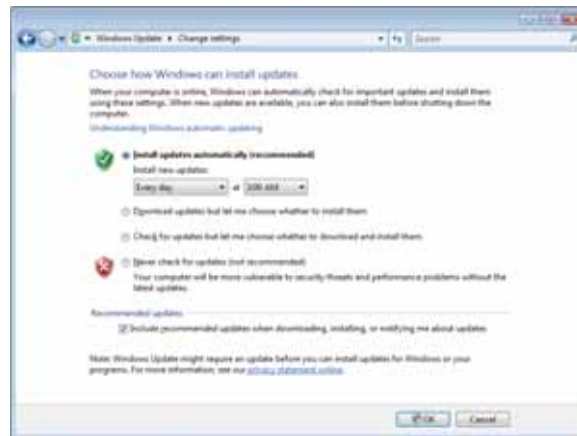 Windows Update ▸ Change settings
Search
Choose how Windows can install updates
When your computer is online, Windows can automatically check for important updates and install them
using these settings. When new updates are available, you can also install them before shutting down the
computer.
Understanding Windows automatic updating
Install updates automatically (recommended)
Install new updates:
Every day at 3:00 AM
Download updates but let me choose whether to install them
Check for updates but let me choose whether to download and install them
Never check for updates (not recommended)
Your computer will be more vulnerable to security threats and performance problems without the
latest updates.
Recommended updates
Include recommended updates when downloading, installing, or notifying me about updates
Note: Windows Update might require an update before you can install updates for Windows or your
programs. For more information, see our privacy statement online.
OK Cancel